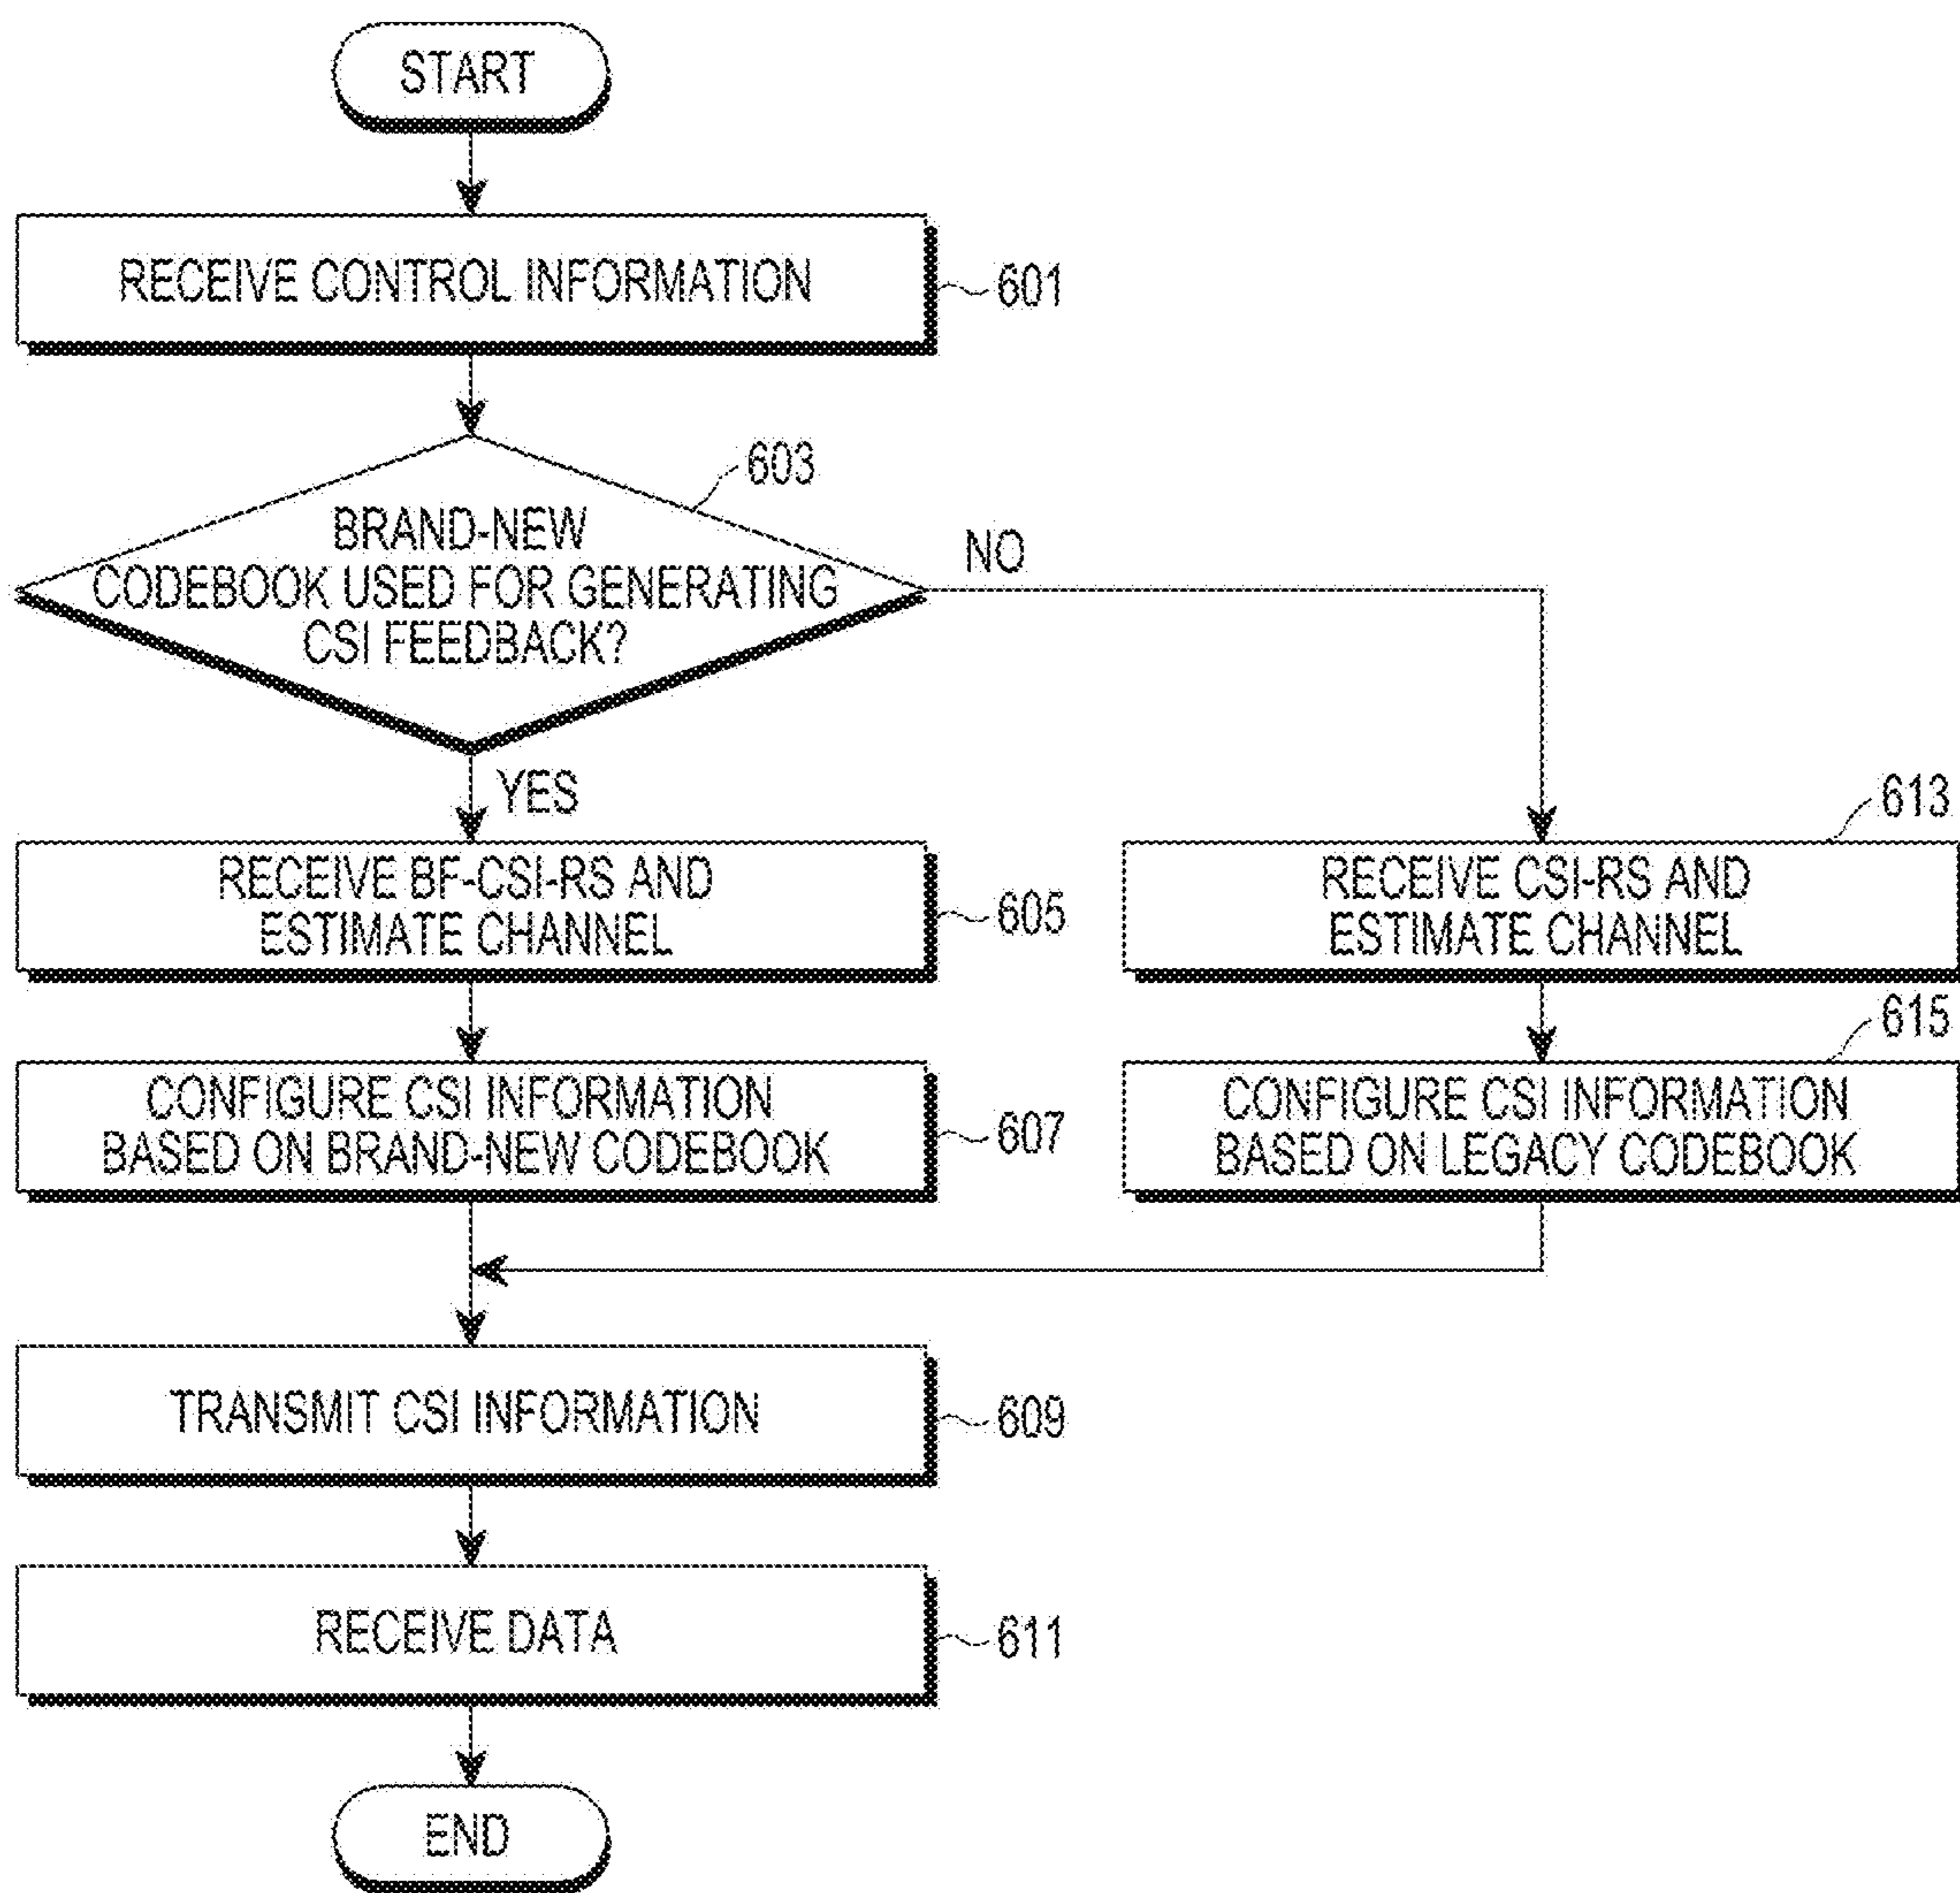 START
RECEIVE CONTROL INFORMATION
601
603
BRAND-NEW
CODEBOOK USED FOR GENERATING
CSI FEEDBACK?
NO
YES
RECEIVE BF-CSI-RS AND
ESTIMATE CHANNEL
605
613
RECEIVE CSI-RS AND
ESTIMATE CHANNEL
CONFIGURE CSI INFORMATION
BASED ON BRAND-NEW CODEBOOK
607
615
CONFIGURE CSI INFORMATION
BASED ON LEGACY CODEBOOK
TRANSMIT CSI INFORMATION
609
RECEIVE DATA
611
END